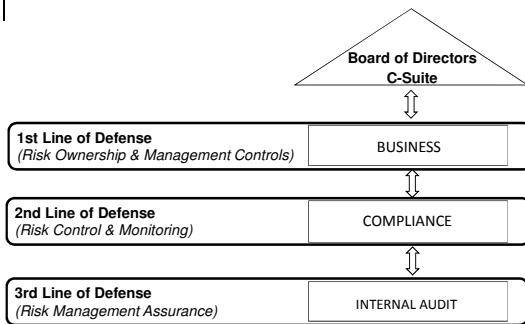 Board of Directors
C-Suite
1st Line of Defense
(Risk Ownership & Management Controls)
BUSINESS
2nd Line of Defense
(Risk Control & Monitoring)
COMPLIANCE
3rd Line of Defense
(Risk Management Assurance)
INTERNAL AUDIT